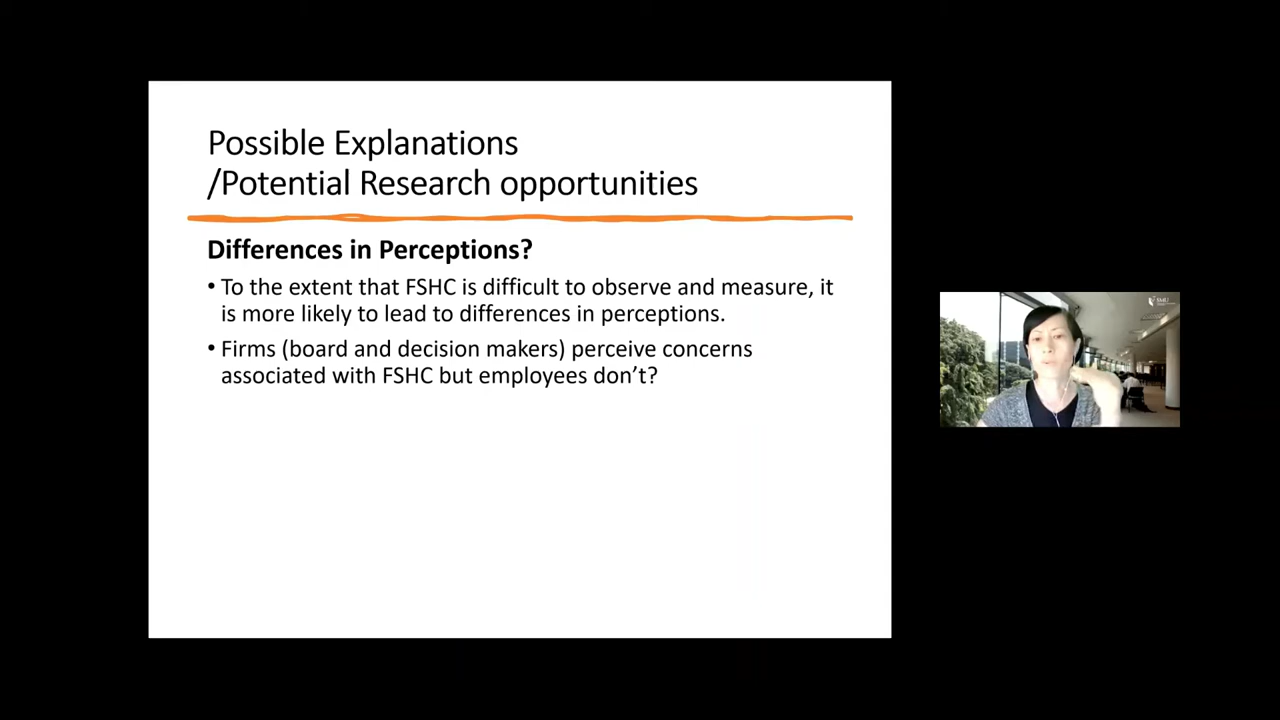 Possible Explanations
/Potential Research opportunities
Differences in Perceptions?
• To the extent that FSHC is difficult to observe and measure, it
is more likely to lead to differences in perceptions.
• Firms (board and decision makers) perceive concerns
associated with FSHC but employees don’t?
SMU